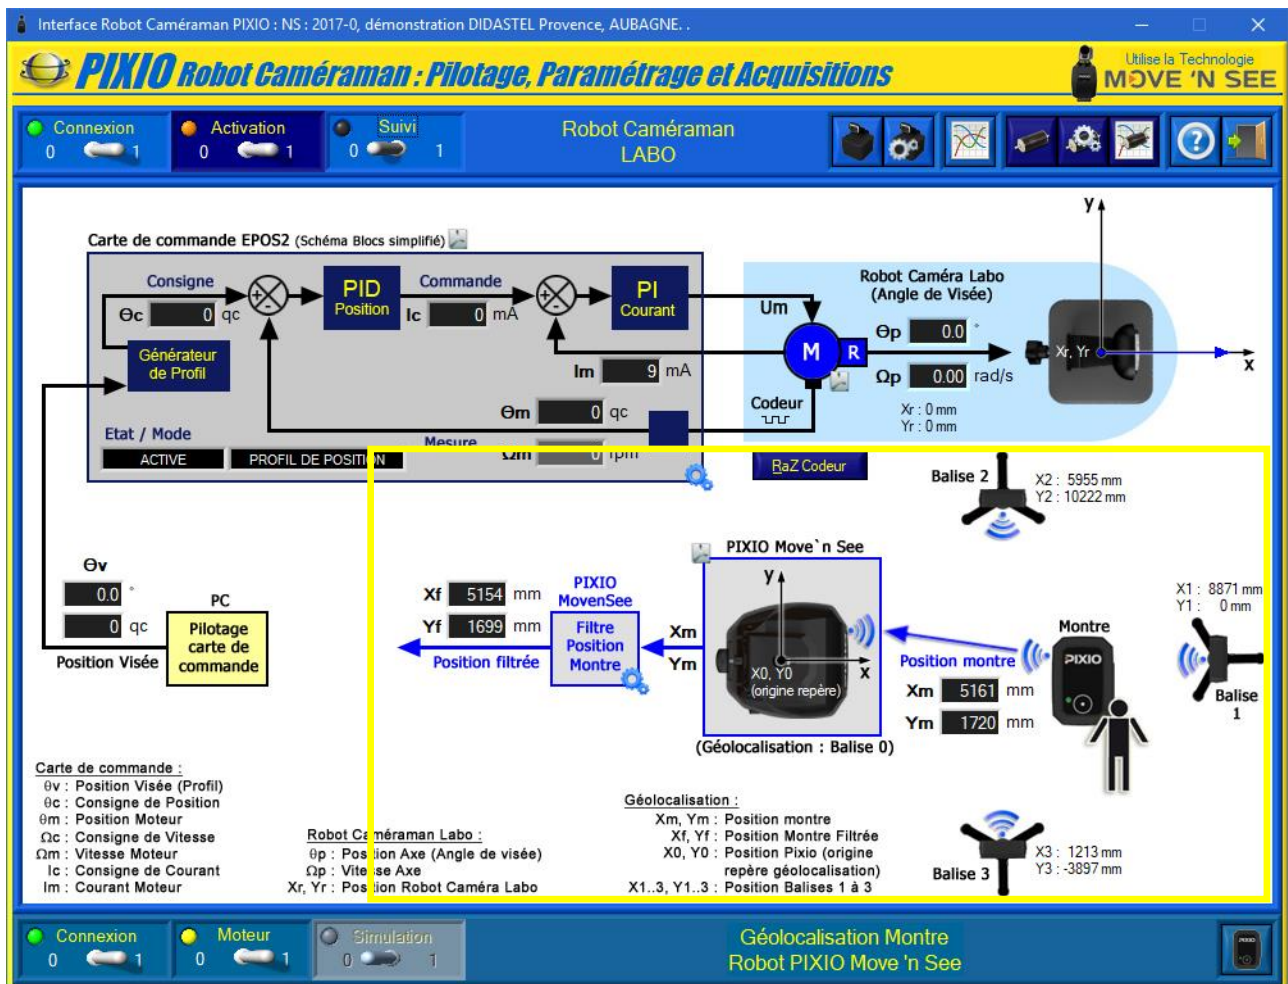 Interface Robot Caméraman PIXIO : NS : 2017-0, démonstration DIDASTEL Provence, AUBAGNE. .
PIXIO Robot Caméraman : Pilotage, Paramétrage et Acquisitions
Utilise la Technologie
MOVE 'N SEE
Connexion
0 1
Activation
0 1
Suivi
0 1
Robot Caméraman
LABO
Carte de commande EPOS2 (Schéma Blocs simplifié)
Consigne
Θc 0 qc
PID
Position
Commande
Ic 0 mA
PI
Courant
Générateur
de Profil
Im 9 mA
Θm 0 qc
Etat / Mode
ACTIVE
PROFIL DE POSITION
Mesure
Ωm 0 rpm
Um
M
R
Codeur
Robot Caméra Labo
(Angle de Visée)
Θp 0.0 °
Ωp 0.00 rad/s
Xr : 0 mm
Yr : 0 mm
y
Xr, Yr
x
RaZ Codeur
Balise 2
X2 : 5955 mm
Y2 : 10222 mm
Θv
0.0 °
0 qc
Position Visée
PC
Pilotage
carte de
commande
Xf 5154 mm
Yf 1699 mm
Position filtrée
PIXIO
MovenSee
Filtre
Position
Montre
Xm
Ym
PIXIO Move`n See
y
X0, Y0
(origine repère)
x
(Géolocalisation : Balise 0)
Position montre
Xm 5161 mm
Ym 1720 mm
Montre
PIXIO
X1 : 8871 mm
Y1 : 0 mm
Balise
1
Balise 3
X3 : 1213 mm
Y3 : -3897 mm
Carte de commande :
θv : Position Visée (Profil)
θc : Consigne de Position
θm : Position Moteur
Ωc : Consigne de Vitesse
Ωm : Vitesse Moteur
Ic : Consigne de Courant
Im : Courant Moteur
Robot Caméraman Labo :
θp : Position Axe (Angle de visée)
Ωp : Vitesse Axe
Xr, Yr : Position Robot Caméra Labo
Géolocalisation :
Xm, Ym : Position montre
Xf, Yf : Position Montre Filtrée
X0, Y0 : Position Pixio (origine
repère géolocalisation)
X1..3, Y1..3 : Position Balises 1 à 3
Connexion
0 1
Moteur
0 1
Simulation
0 1
Géolocalisation Montre
Robot PIXIO Move 'n See